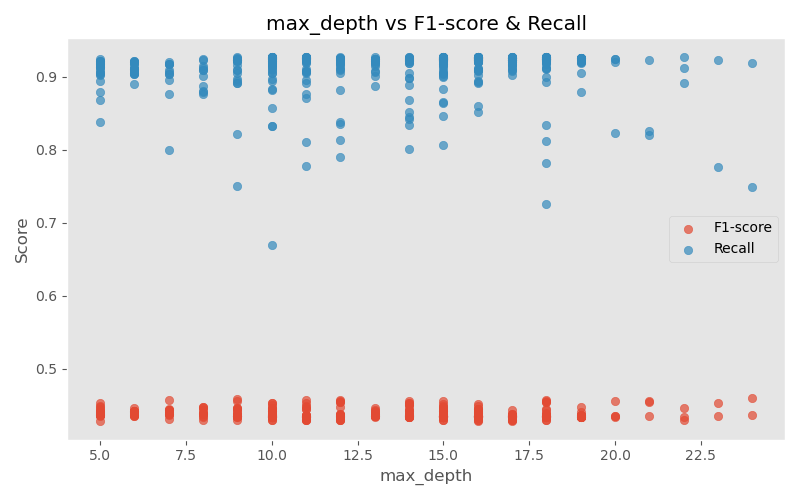 max_depth vs F1-score & Recall
Score
0.9
0.8
0.7
0.6
0.5
F1-score
Recall
5.0 7.5 10.0 12.5 15.0 17.5 20.0 22.5
max_depth